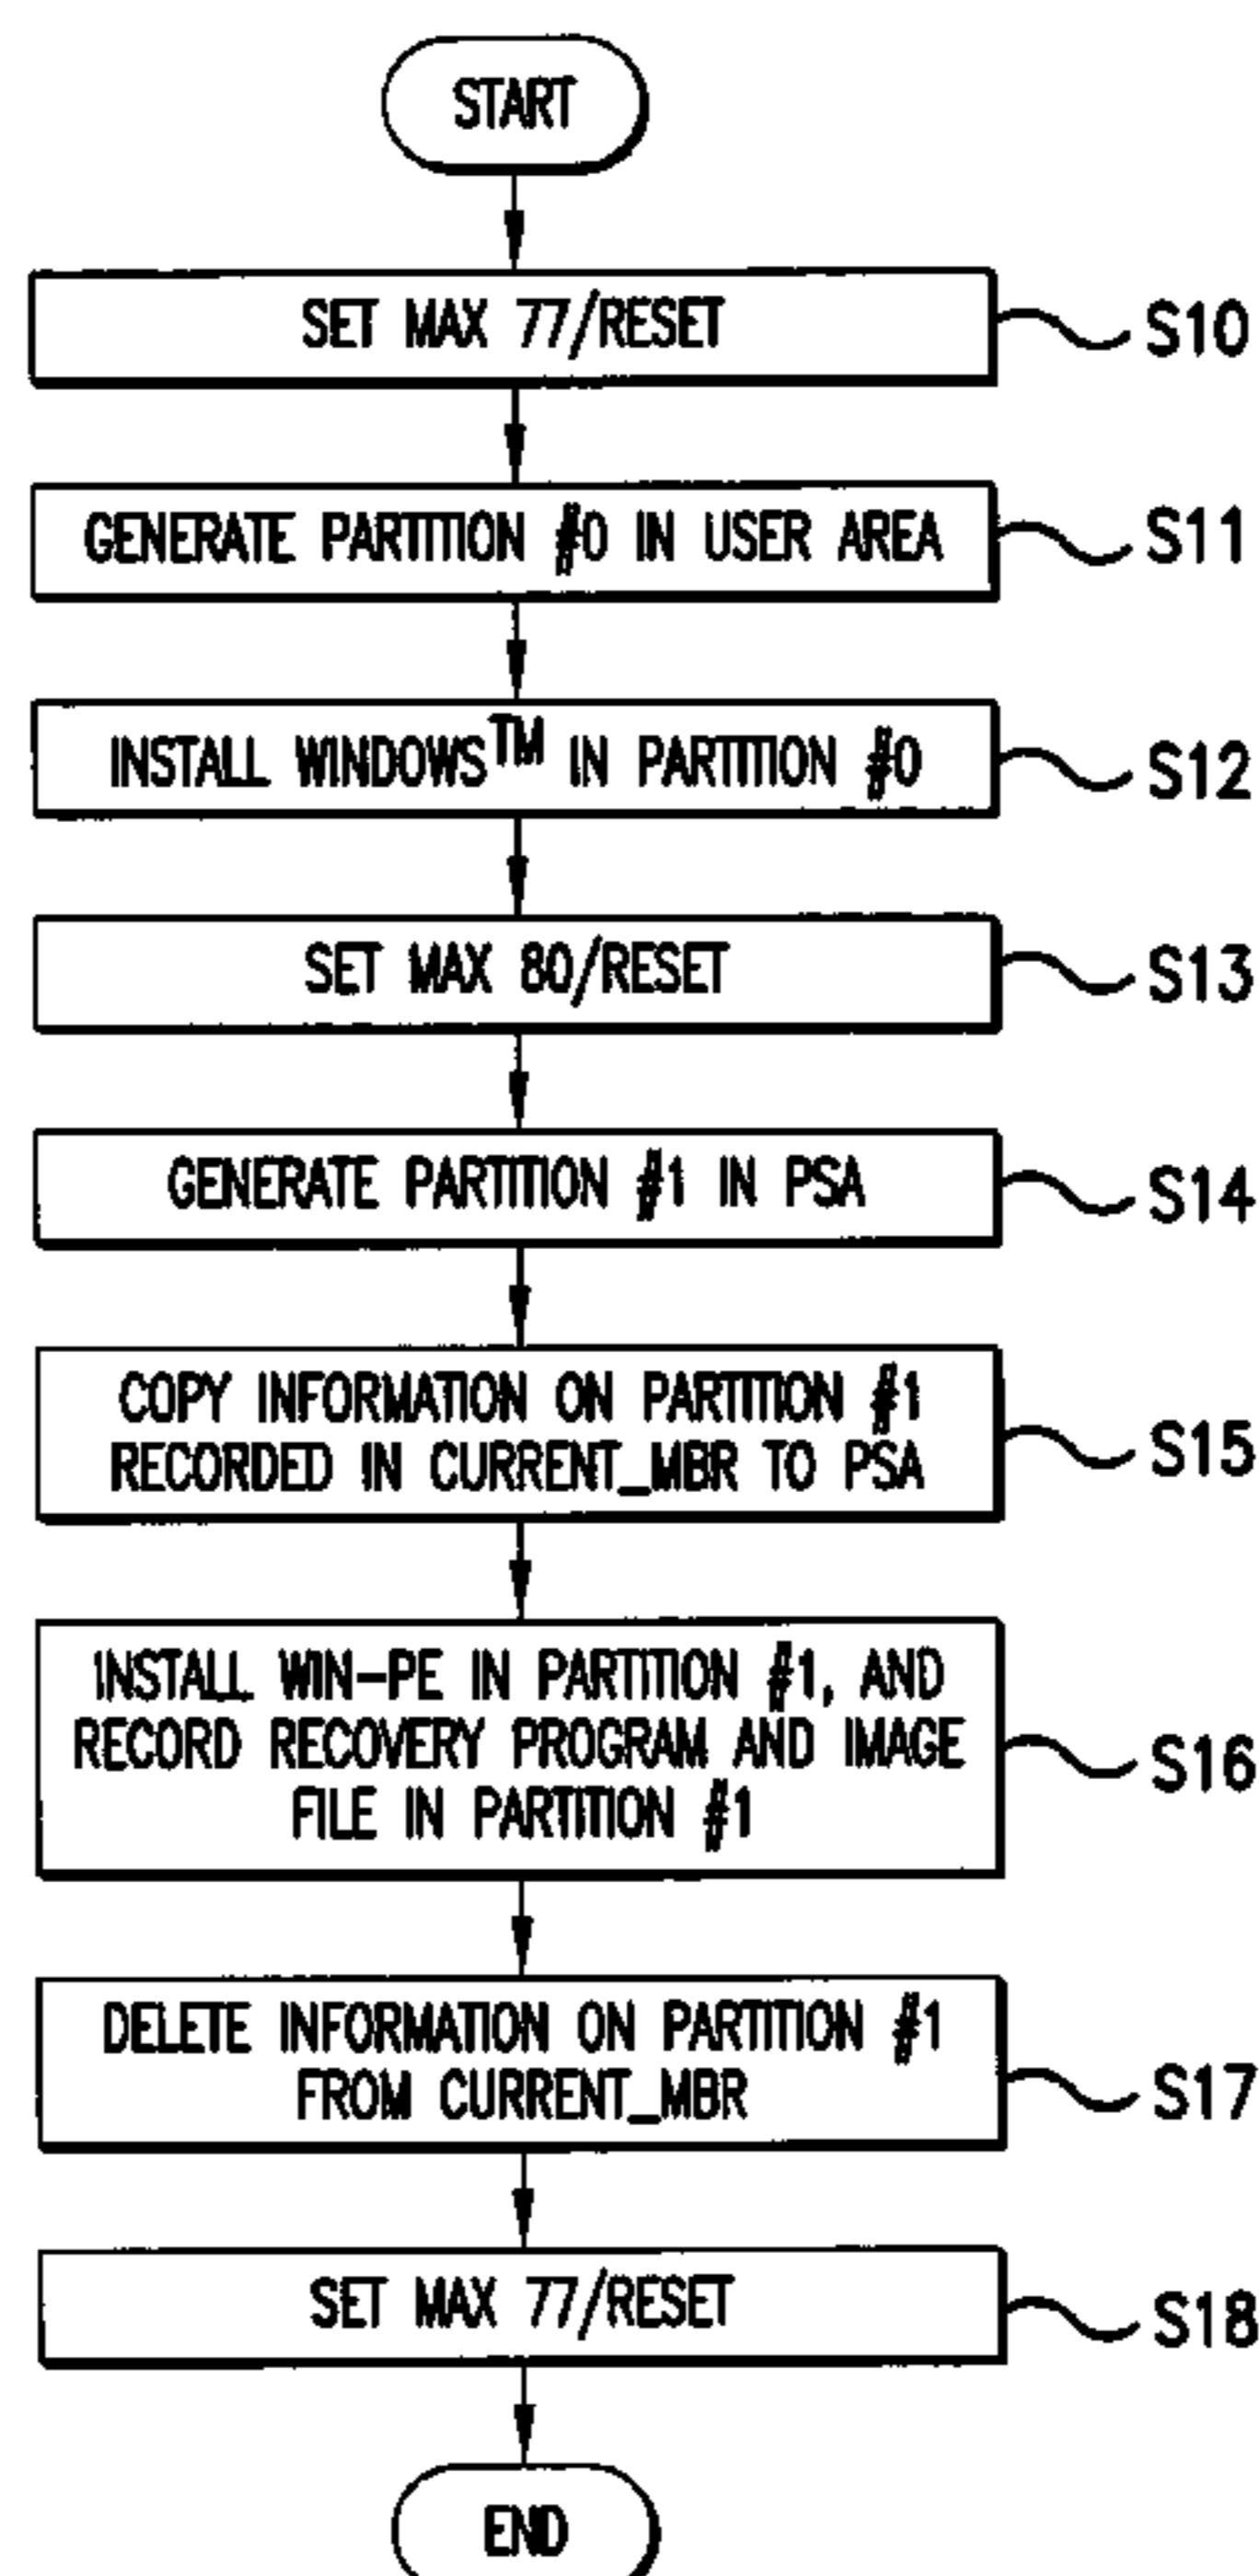 START
SET MAX 77/RESET
S10
GENERATE PARTITION #0 IN USER AREA
S11
INSTALL WINDOWS™ IN PARTITION #0
S12
SET MAX 80/RESET
S13
GENERATE PARTITION #1 IN PSA
S14
COPY INFORMATION ON PARTITION #1
RECORDED IN CURRENT_MBR TO PSA
S15
INSTALL WIN-PE IN PARTITION #1, AND
RECORD RECOVERY PROGRAM AND IMAGE
FILE IN PARTITION #1
S16
DELETE INFORMATION ON PARTITION #1
FROM CURRENT_MBR
S17
SET MAX 77/RESET
S18
END